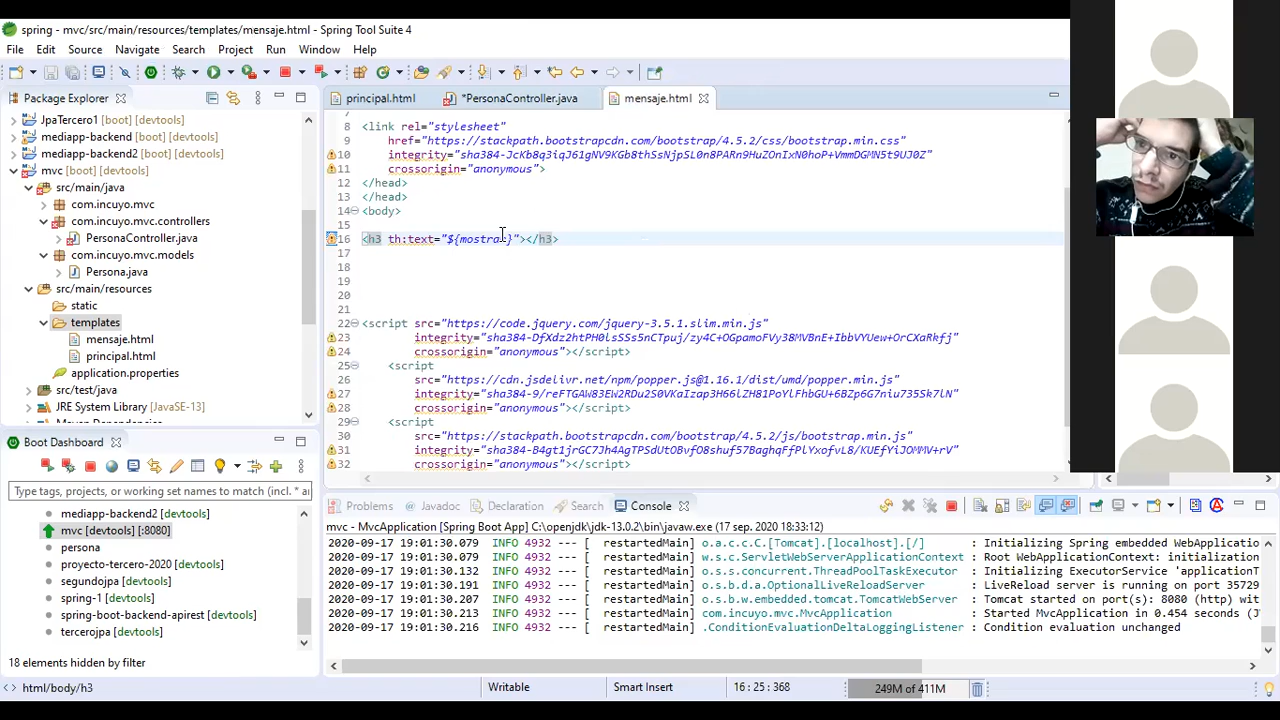 spring - mvc/src/main/resources/templates/mensaje.html - Spring Tool Suite 4
File Edit Source Navigate Search Project Run Window Help
Package Explorer
JpaTercero1 [boot] [devtools]
mediapp-backend [boot] [devtools]
mediapp-backend2 [boot] [devtools]
mvc [boot] [devtools]
src/main/java
com.incuyo.mvc
com.incuyo.mvc.controllers
PersonaController.java
com.incuyo.mvc.models
Persona.java
src/main/resources
static
templates
mensaje.html
principal.html
application.properties
src/test/java
JRE System Library [JavaSE-13]
Boot Dashboard
Type tags, projects, or working set names to match (incl. * and
mediapp-backend2 [devtools]
mvc [devtools] [:8080]
persona
proyecto-tercero-2020 [devtools]
segundojpa [devtools]
spring-1 [devtools]
spring-boot-backend-apirest [devtools]
tercerojpa [devtools]
18 elements hidden by filter
principal.html *PersonaController.java mensaje.html
8 <link rel="stylesheet"
href="https://stackpath.bootstrapcdn.com/bootstrap/4.5.2/css/bootstrap.min.css"
10 integrity="sha384-JcKb8q3iqJ61gNV9KGb8thSsNjpSL0n8PARn9HuZOnIxN0hoP+VmmDGMN5t9UJ0Z"
11 crossorigin="anonymous">
12 </head>
13 </head>
14 <body>
15
16 <h3 th:text="${mostrar}"></h3>
17
18
19
20
21
22 <script src="https://code.jquery.com/jquery-3.5.1.slim.min.js"
23 integrity="sha384-DfXdz2htPH0lsSSs5nCTpuj/zy4C+OGpamoFVy38MVBnE+IbbVYUew+OrCXaRkfj"
24 crossorigin="anonymous"></script>
25 <script
26 src="https://cdn.jsdelivr.net/npm/popper.js@1.16.1/dist/umd/popper.min.js"
27 integrity="sha384-9/reFTGAW83EW2RDu2S0VKaIzap3H66lZH81PoYlFhbGU+6BZp6G7niu735Sk7lN"
28 crossorigin="anonymous"></script>
29 <script
30 src="https://stackpath.bootstrapcdn.com/bootstrap/4.5.2/js/bootstrap.min.js"
31 integrity="sha384-B4gt1jrGC7Jh4AgTPSdUtOBvfO8shuf57BaghqFfPlYxofvL8/KUEfYiJOMMV+rV"
32 crossorigin="anonymous"></script>
Problems Javadoc Declaration Search Console
mvc - MvcApplication [Spring Boot App] C:\openjdk\jdk-13.0.2\bin\javaw.exe (17 sep. 2020 18:33:12)
2020-09-17 19:01:30.079 INFO 4932 --- [ restartedMain] o.a.c.c.C.[Tomcat].[localhost].[/] : Initializing Spring embedded WebApplication
2020-09-17 19:01:30.079 INFO 4932 --- [ restartedMain] w.s.c.ServletWebServerApplicationContext : Root WebApplicationContext: initialization
2020-09-17 19:01:30.132 INFO 4932 --- [ restartedMain] o.s.s.concurrent.ThreadPoolTaskExecutor : Initializing ExecutorService 'applicationT
2020-09-17 19:01:30.191 INFO 4932 --- [ restartedMain] o.s.b.d.a.OptionalLiveReloadServer : LiveReload server is running on port 35729
2020-09-17 19:01:30.206 INFO 4932 --- [ restartedMain] o.s.b.w.embedded.tomcat.TomcatWebServer : Tomcat started on port(s): 8080 (http) wit
2020-09-17 19:01:30.213 INFO 4932 --- [ restartedMain] com.incuyo.mvc.MvcApplication : Started MvcApplication in 0.454 seconds (J
2020-09-17 19:01:30.216 INFO 4932 --- [ restartedMain] .ConditionEvaluationDeltaLoggingListener : Condition evaluation unchanged
html/body/h3 Writable Smart Insert 16 : 25 : 368 249M of 411M